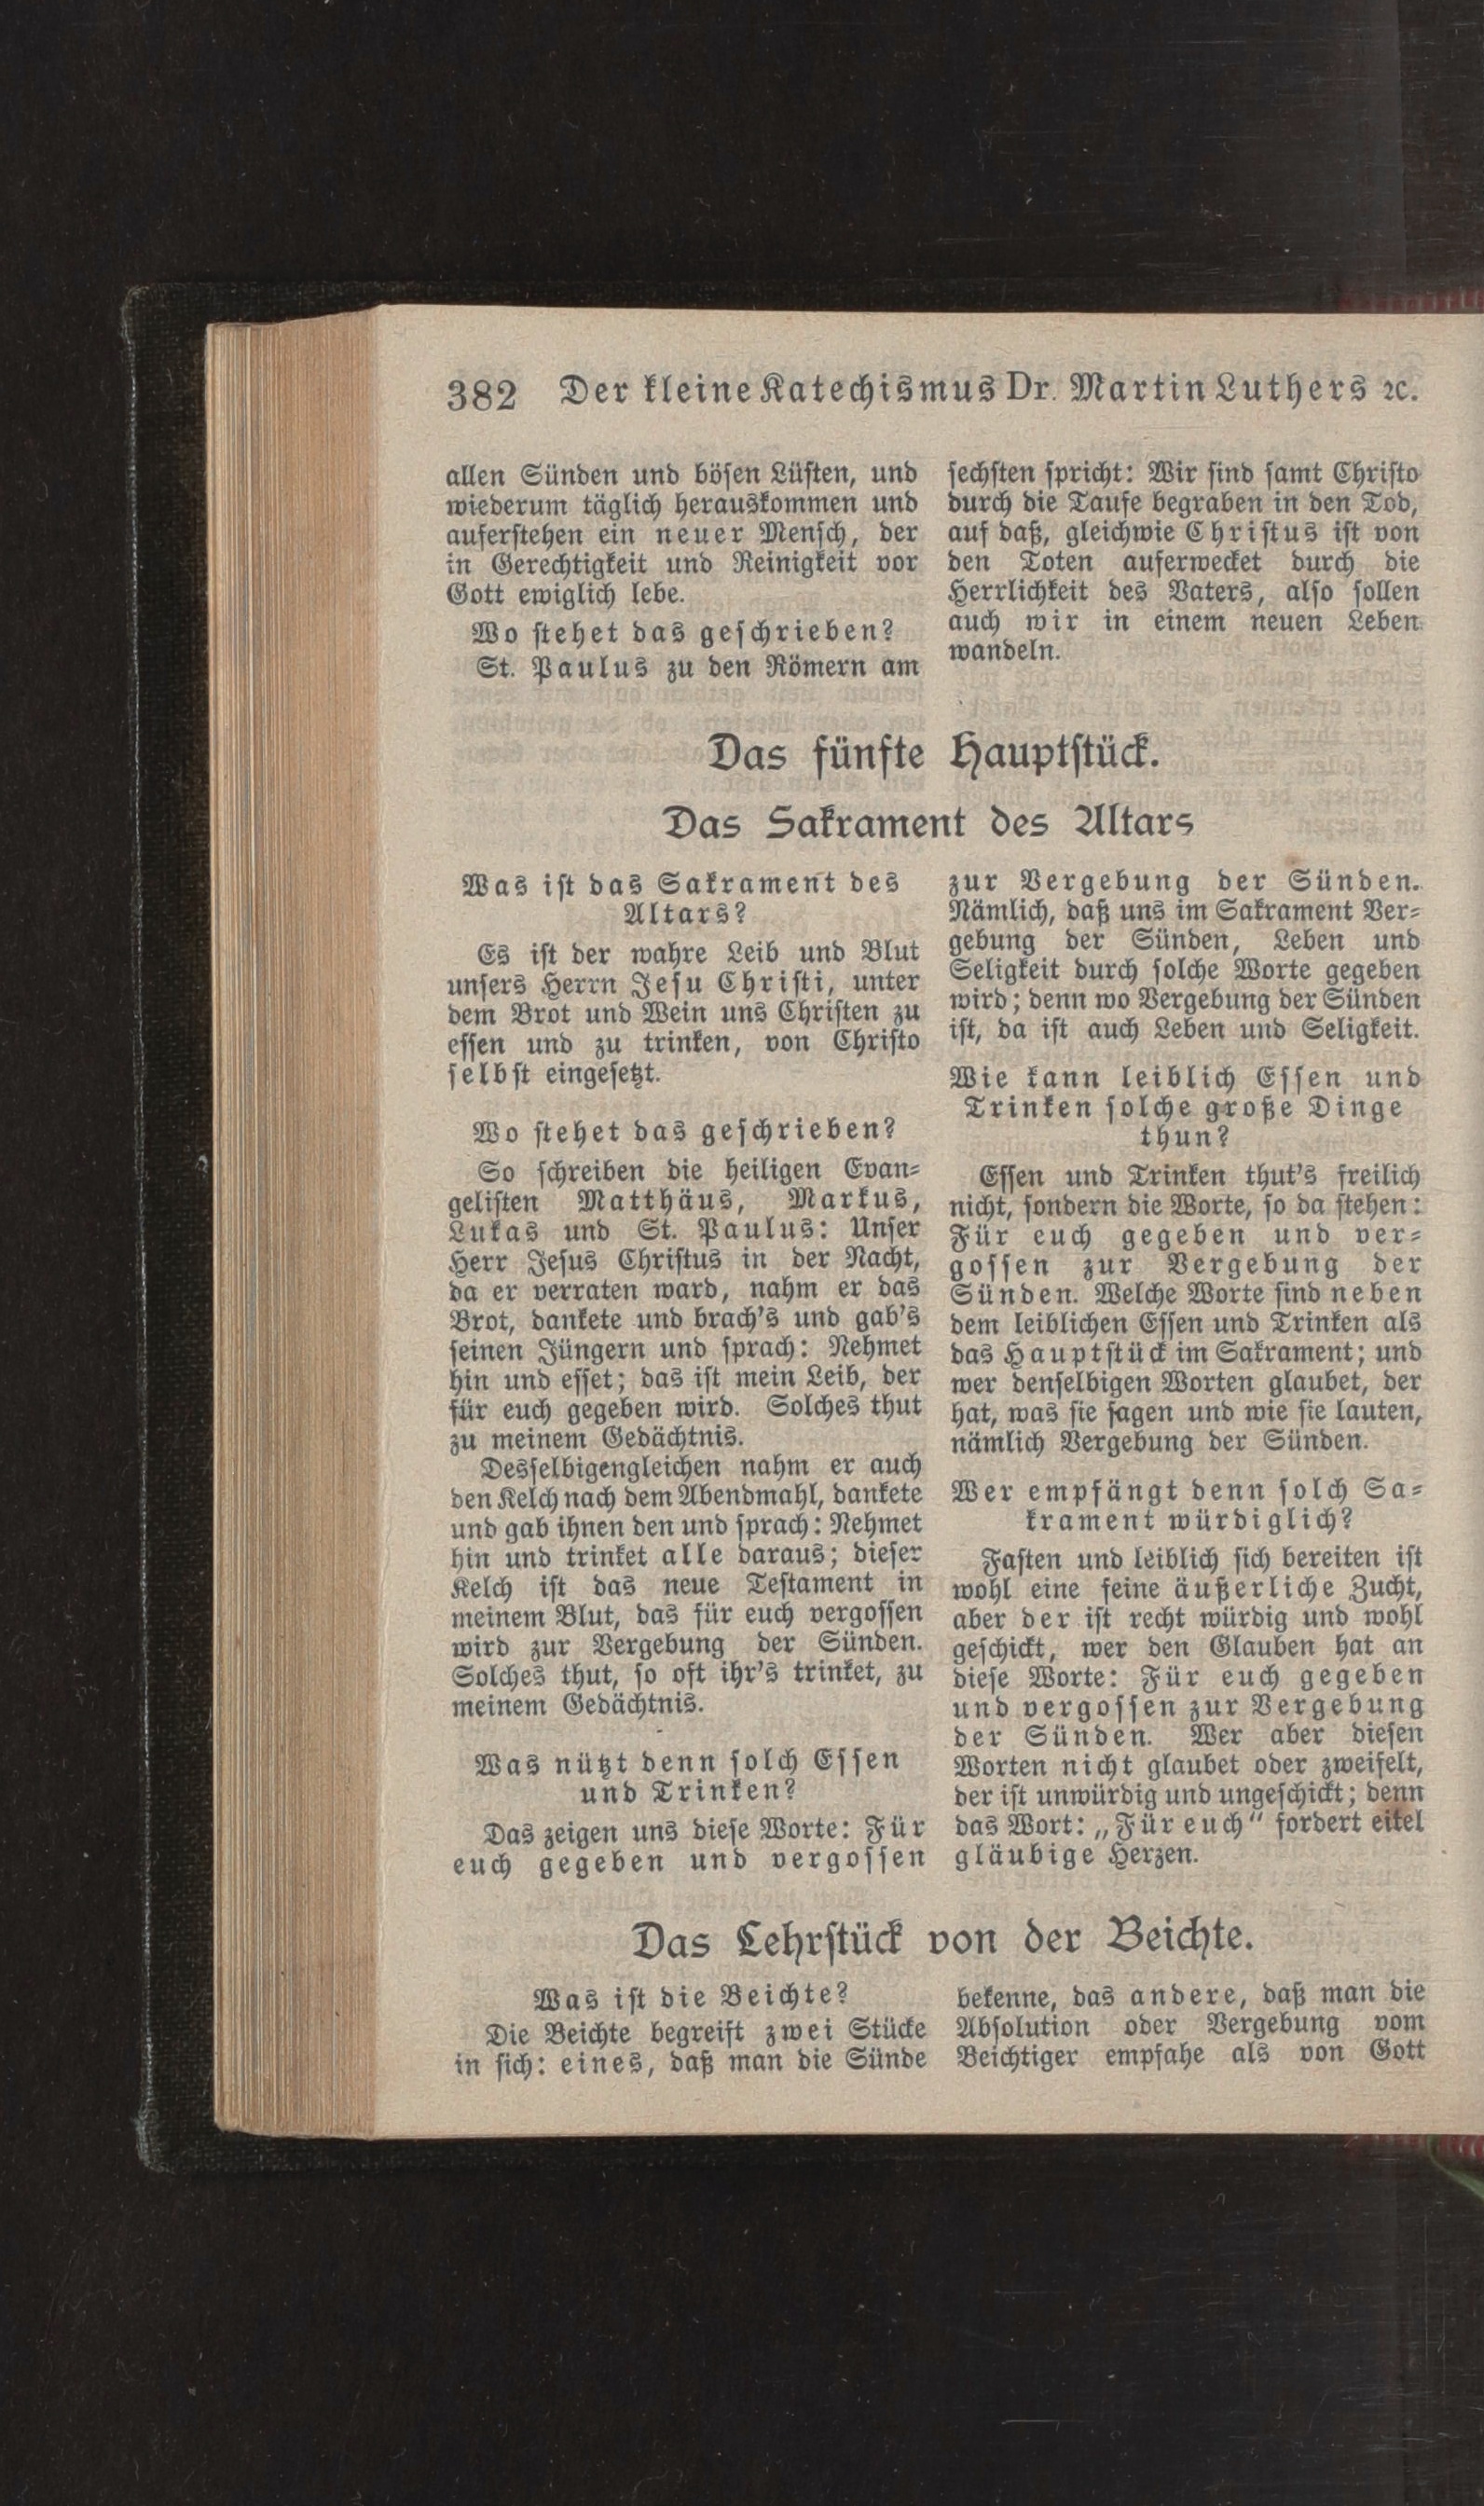 382 Der kleine Katechismus Dr. Martin Luthers ꝛc.
allen Sünden und bösen Lüsten, und
wiederum täglich herauskommen und
auferstehen ein neuer Mensch, der
in Gerechtigkeit und Reinigkeit vor
Gott ewiglich lebe.
Wo stehet das geschrieben?
St. Paulus zu den Römern am
sechsten spricht: Wir sind samt Christo
durch die Taufe begraben in den Tod,
auf daß, gleichwie Christus ist von
den Toten auferwecket durch die
Herrlichkeit des Vaters, also sollen
auch wir in einem neuen Leben
wandeln.
Das fünfte Hauptstück.
Das Sakrament des Altars
Was ist das Sakrament des
Altars?
Es ist der wahre Leib und Blut
unsers Herrn Jesu Christi, unter
dem Brot und Wein uns Christen zu
essen und zu trinken, von Christo
selbst eingesetzt.
Wo stehet das geschrieben?
So schreiben die heiligen Evan-
gelisten Matthäus, Markus,
Lukas und St. Paulus: Unser
Herr Jesus Christus in der Nacht,
da er verraten ward, nahm er das
Brot, dankete und brach's und gab's
seinen Jüngern und sprach: Nehmet
hin und esset; das ist mein Leib, der
für euch gegeben wird. Solches thut
zu meinem Gedächtnis.
Desselbigengleichen nahm er auch
den Kelch nach dem Abendmahl, dankete
und gab ihnen den und sprach: Nehmet
hin und trinket alle daraus; dieser
Kelch ist das neue Testament in
meinem Blut, das für euch vergossen
wird zur Vergebung der Sünden.
Solches thut, so oft ihr's trinket, zu
meinem Gedächtnis.
Was nützt denn solch Essen
und Trinken?
Das zeigen uns diese Worte: Für
euch gegeben und vergossen
zur Vergebung der Sünden.
Nämlich, daß uns im Sakrament Ver-
gebung der Sünden, Leben und
Seligkeit durch solche Worte gegeben
wird; denn wo Vergebung der Sünden
ist, da ist auch Leben und Seligkeit.
Wie kann leiblich Essen und
Trinken solche große Dinge
thun?
Essen und Trinken thut's freilich
nicht, sondern die Worte, so da stehen:
Für euch gegeben und ver-
gossen zur Vergebung der
Sünden. Welche Worte sind neben
dem leiblichen Essen und Trinken als
das Hauptstück im Sakrament; und
wer denselbigen Worten glaubet, der
hat, was sie sagen und wie sie lauten,
nämlich Vergebung der Sünden.
Wer empfängt denn solch Sa-
krament würdiglich?
Fasten und leiblich sich bereiten ist
wohl eine feine äußerliche Zucht,
aber der ist recht würdig und wohl
geschickt, wer den Glauben hat an
diese Worte: Für euch gegeben
und vergossen zur Vergebung
der Sünden. Wer aber diesen
Worten nicht glaubet oder zweifelt,
der ist unwürdig und ungeschickt; denn
das Wort: „Für euch“ fordert eitel
gläubige Herzen.
Das Lehrstück von der Beichte.
Was ist die Beichte?
Die Beichte begreift zwei Stücke
in sich: eines, daß man die Sünde
bekenne, das andere, daß man die
Absolution oder Vergebung vom
Beichtiger empfahe als von Gott